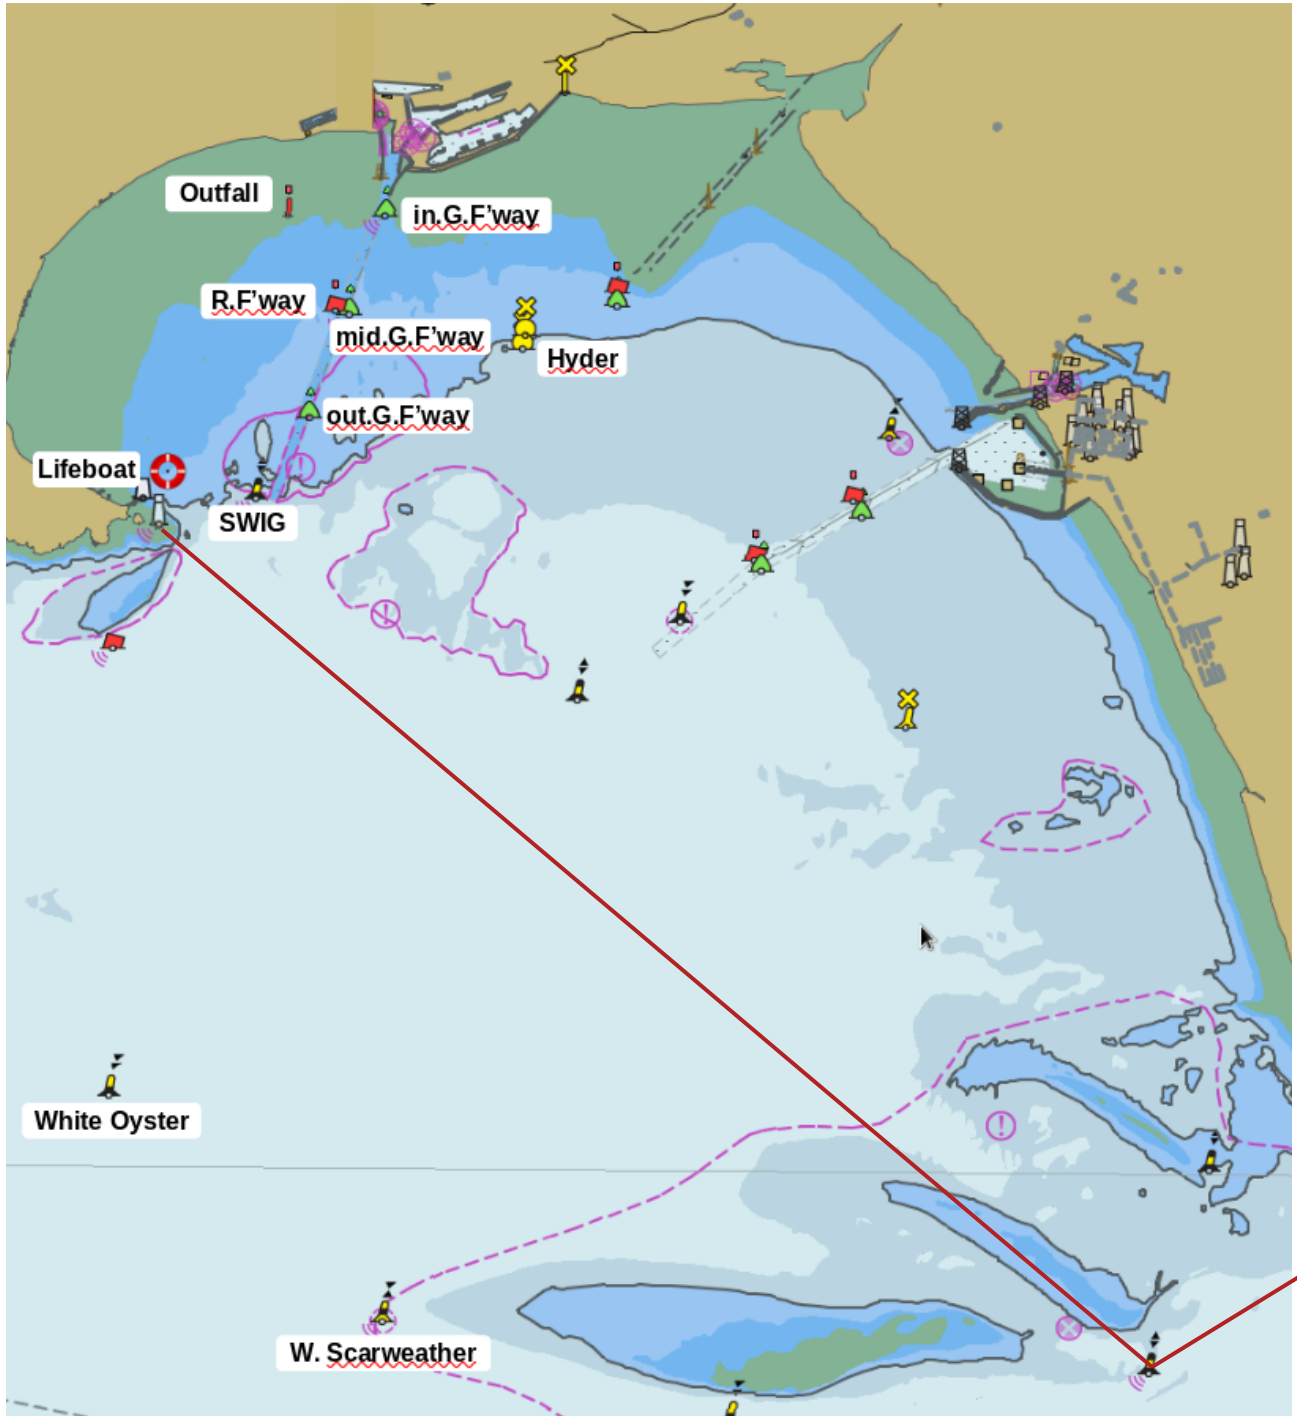 Outfall
in.G.F'way
R.F'way
mid.G.F'way
Hyder
out.G.F'way
Lifeboat
SWIG
White Oyster
W. Scarweather